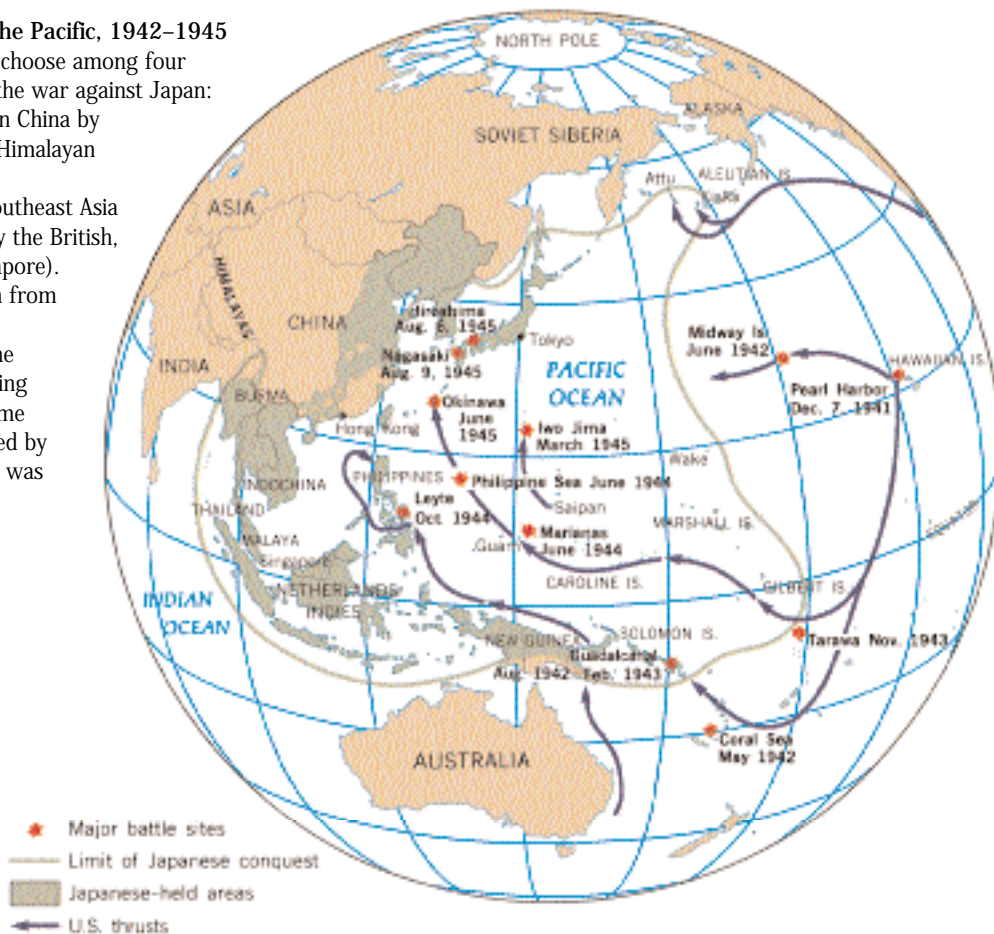 he Pacific, 1942–1945
choose among four
the war against Japan:
n China by
Himalayan
outheast Asia
y the British,
apore).
from
ne
ing
me
ed by
was
NORTH POLE
ALASKA
SOVIET SIBERIA
ALEUTIAN IS.
Attu
Kiska
ASIA
HIMALAYAS
CHINA
Hiroshima
Aug. 6, 1945
Tokyo
Nagasaki
Aug. 9, 1945
Midway Is.
June 1942
HAWAIIAN IS.
INDIA
PACIFIC
OCEAN
Pearl Harbor
Dec. 7, 1941
BURMA
Okinawa
June
1945
Hong Kong
Iwo Jima
March 1945
Wake
INDOCHINA
PHILIPPINES
Philippine Sea June 1944
Leyte
Oct. 1944
Saipan
THAILAND
MARSHALL IS.
Marianas
June 1944
Guam
MALAYA
Singapore
CAROLINE IS.
NETHERLANDS
INDIES
GILBERT IS.
INDIAN
OCEAN
NEW GUINEA
SOLOMON IS.
Tarawa Nov. 1943
Guadalcanal
Aug. 1942
Feb. 1943
Coral Sea
May 1942
AUSTRALIA
Major battle sites
Limit of Japanese conquest
Japanese-held areas
U.S. thrusts